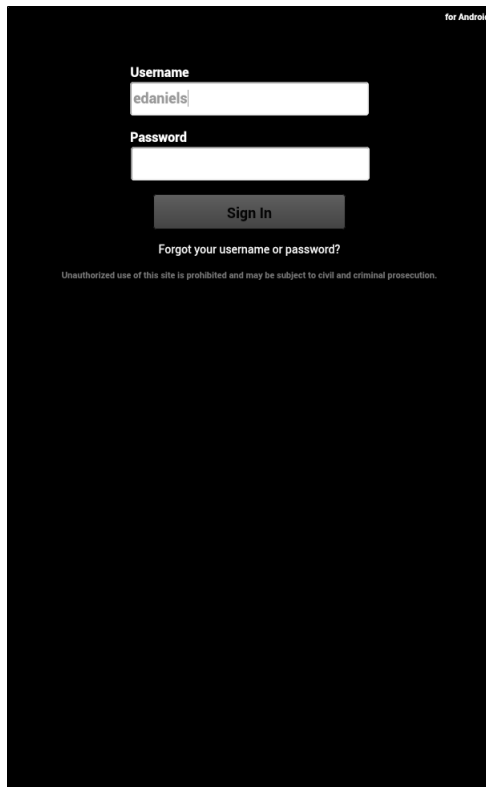 for Android
Username
edaniels
Password
Sign In
Forgot your username or password?
Unauthorized use of this site is prohibited and may be subject to civil and criminal prosecution.